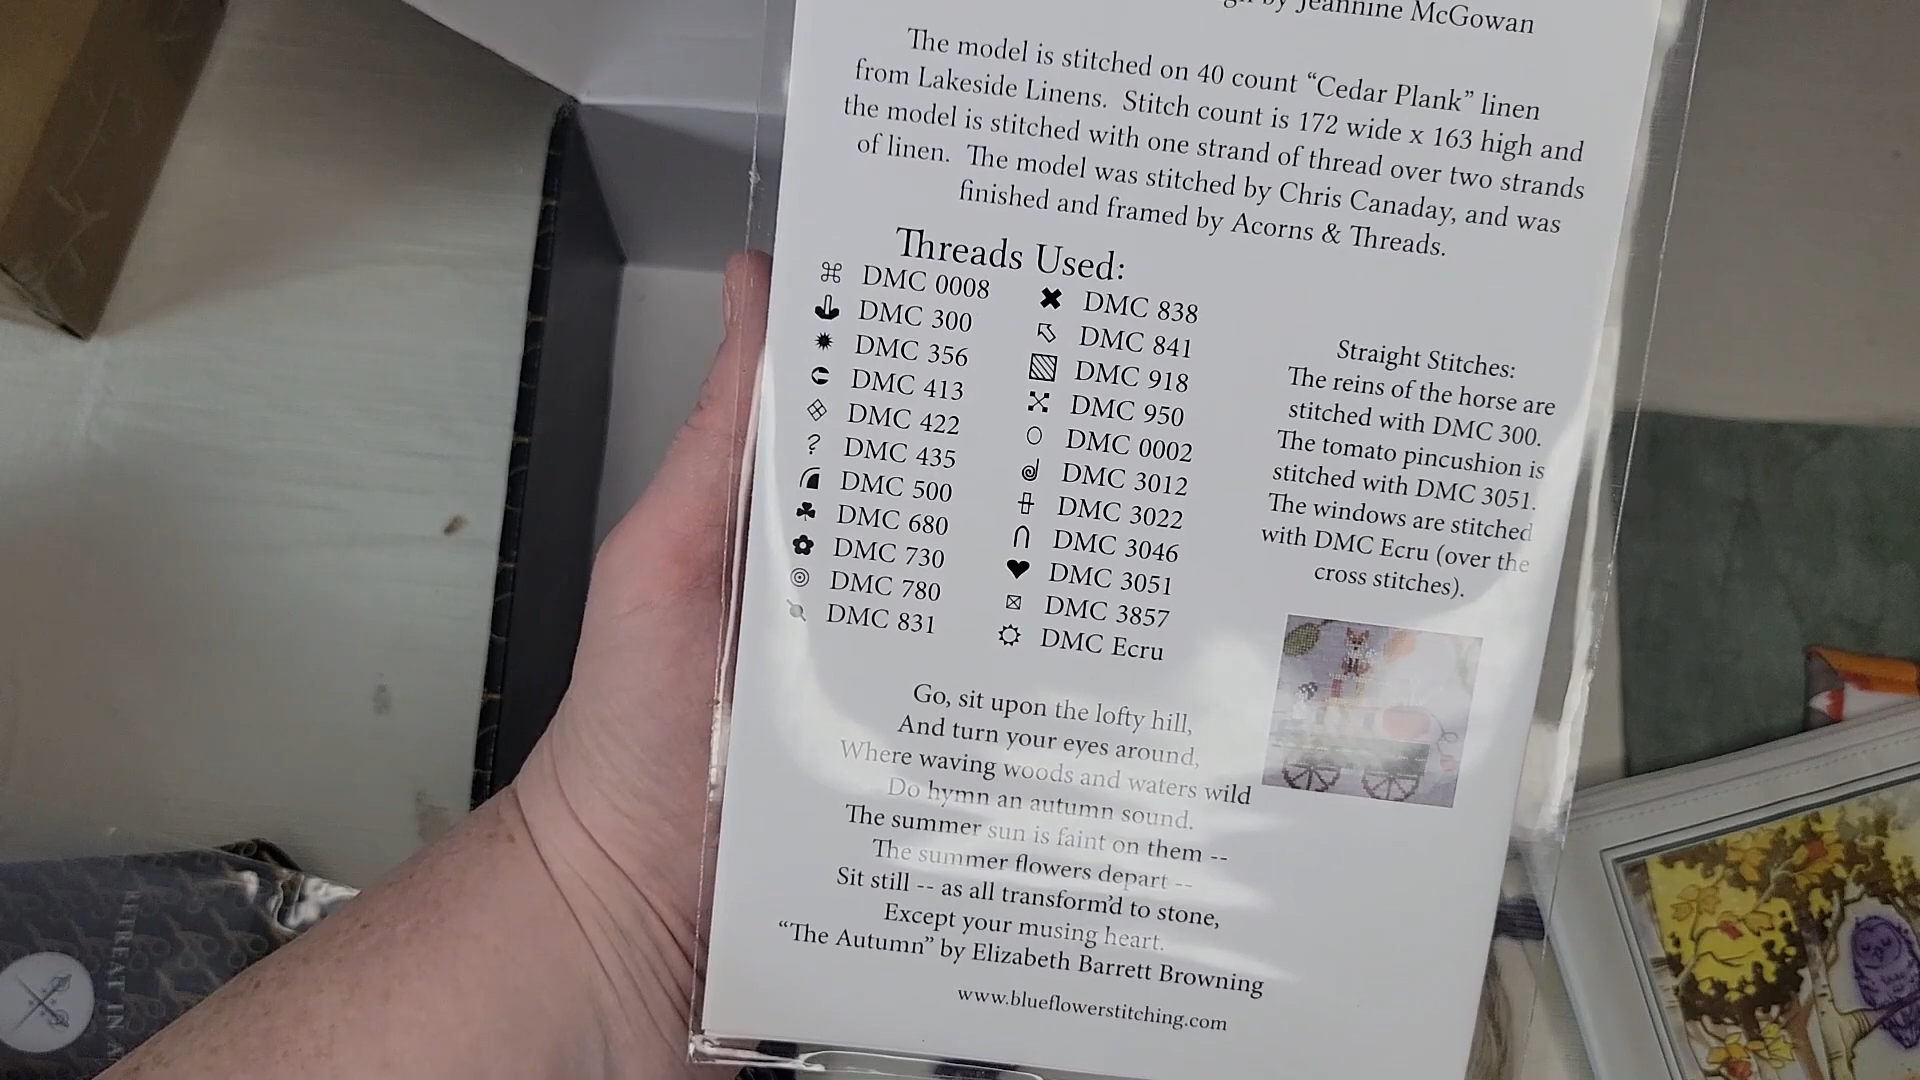 by Jeannine McGowan
The model is stitched on 40 count “Cedar Plank” linen
from Lakeside Linens. Stitch count is 172 wide x 163 high and
the model is stitched with one strand of thread over two strands
of linen. The model was stitched by Chris Canaday, and was
finished and framed by Acorns & Threads.
Threads Used:
DMC 0008
DMC 300
DMC 356
DMC 413
DMC 422
DMC 435
DMC 500
DMC 680
DMC 730
DMC 780
DMC 831
DMC 838
DMC 841
DMC 918
DMC 950
DMC 0002
DMC 3012
DMC 3022
DMC 3046
DMC 3051
DMC 3857
DMC Ecru
Straight Stitches:
The reins of the horse are
stitched with DMC 300.
The tomato pincushion is
stitched with DMC 3051.
The windows are stitched
with DMC Ecru (over the
cross stitches).
Go, sit upon the lofty hill,
And turn your eyes around,
Where waving woods and waters wild
Do hymn an autumn sound.
The summer sun is faint on them --
The summer flowers depart --
Sit still -- as all transform'd to stone,
Except your musing heart.
“The Autumn” by Elizabeth Barrett Browning
www.blueflowerstitching.com
RETREAT IN A